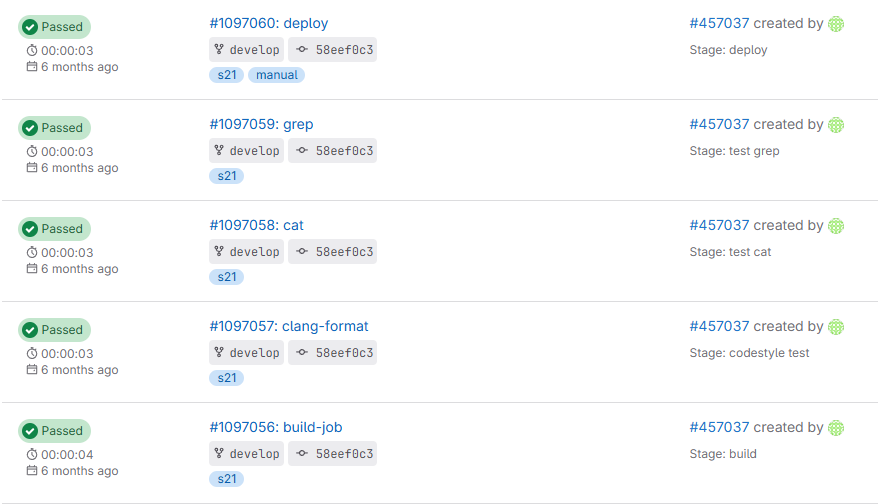 Passed
#1097060: deploy
#457037 created by
00:00:03
develop 58eef0c3
Stage: deploy
6 months ago
s21 manual
Passed
#1097059: grep
#457037 created by
00:00:03
develop 58eef0c3
Stage: test grep
6 months ago
s21
Passed
#1097058: cat
#457037 created by
00:00:03
develop 58eef0c3
Stage: test cat
6 months ago
s21
Passed
#1097057: clang-format
#457037 created by
00:00:03
develop 58eef0c3
Stage: codestyle test
6 months ago
s21
Passed
#1097056: build-job
#457037 created by
00:00:04
develop 58eef0c3
Stage: build
6 months ago
s21